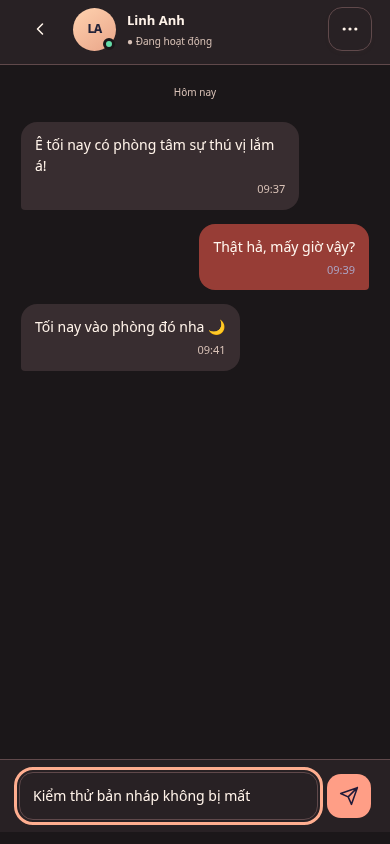 LA
Linh Anh
● Đang hoạt động
Hôm nay
Ê tối nay có phòng tâm sự thú vị lắm
á!
09:37
Thật hả, mấy giờ vậy?
09:39
Tối nay vào phòng đó nha 🌙
09:41
Kiểm thử bản nháp không bị mất